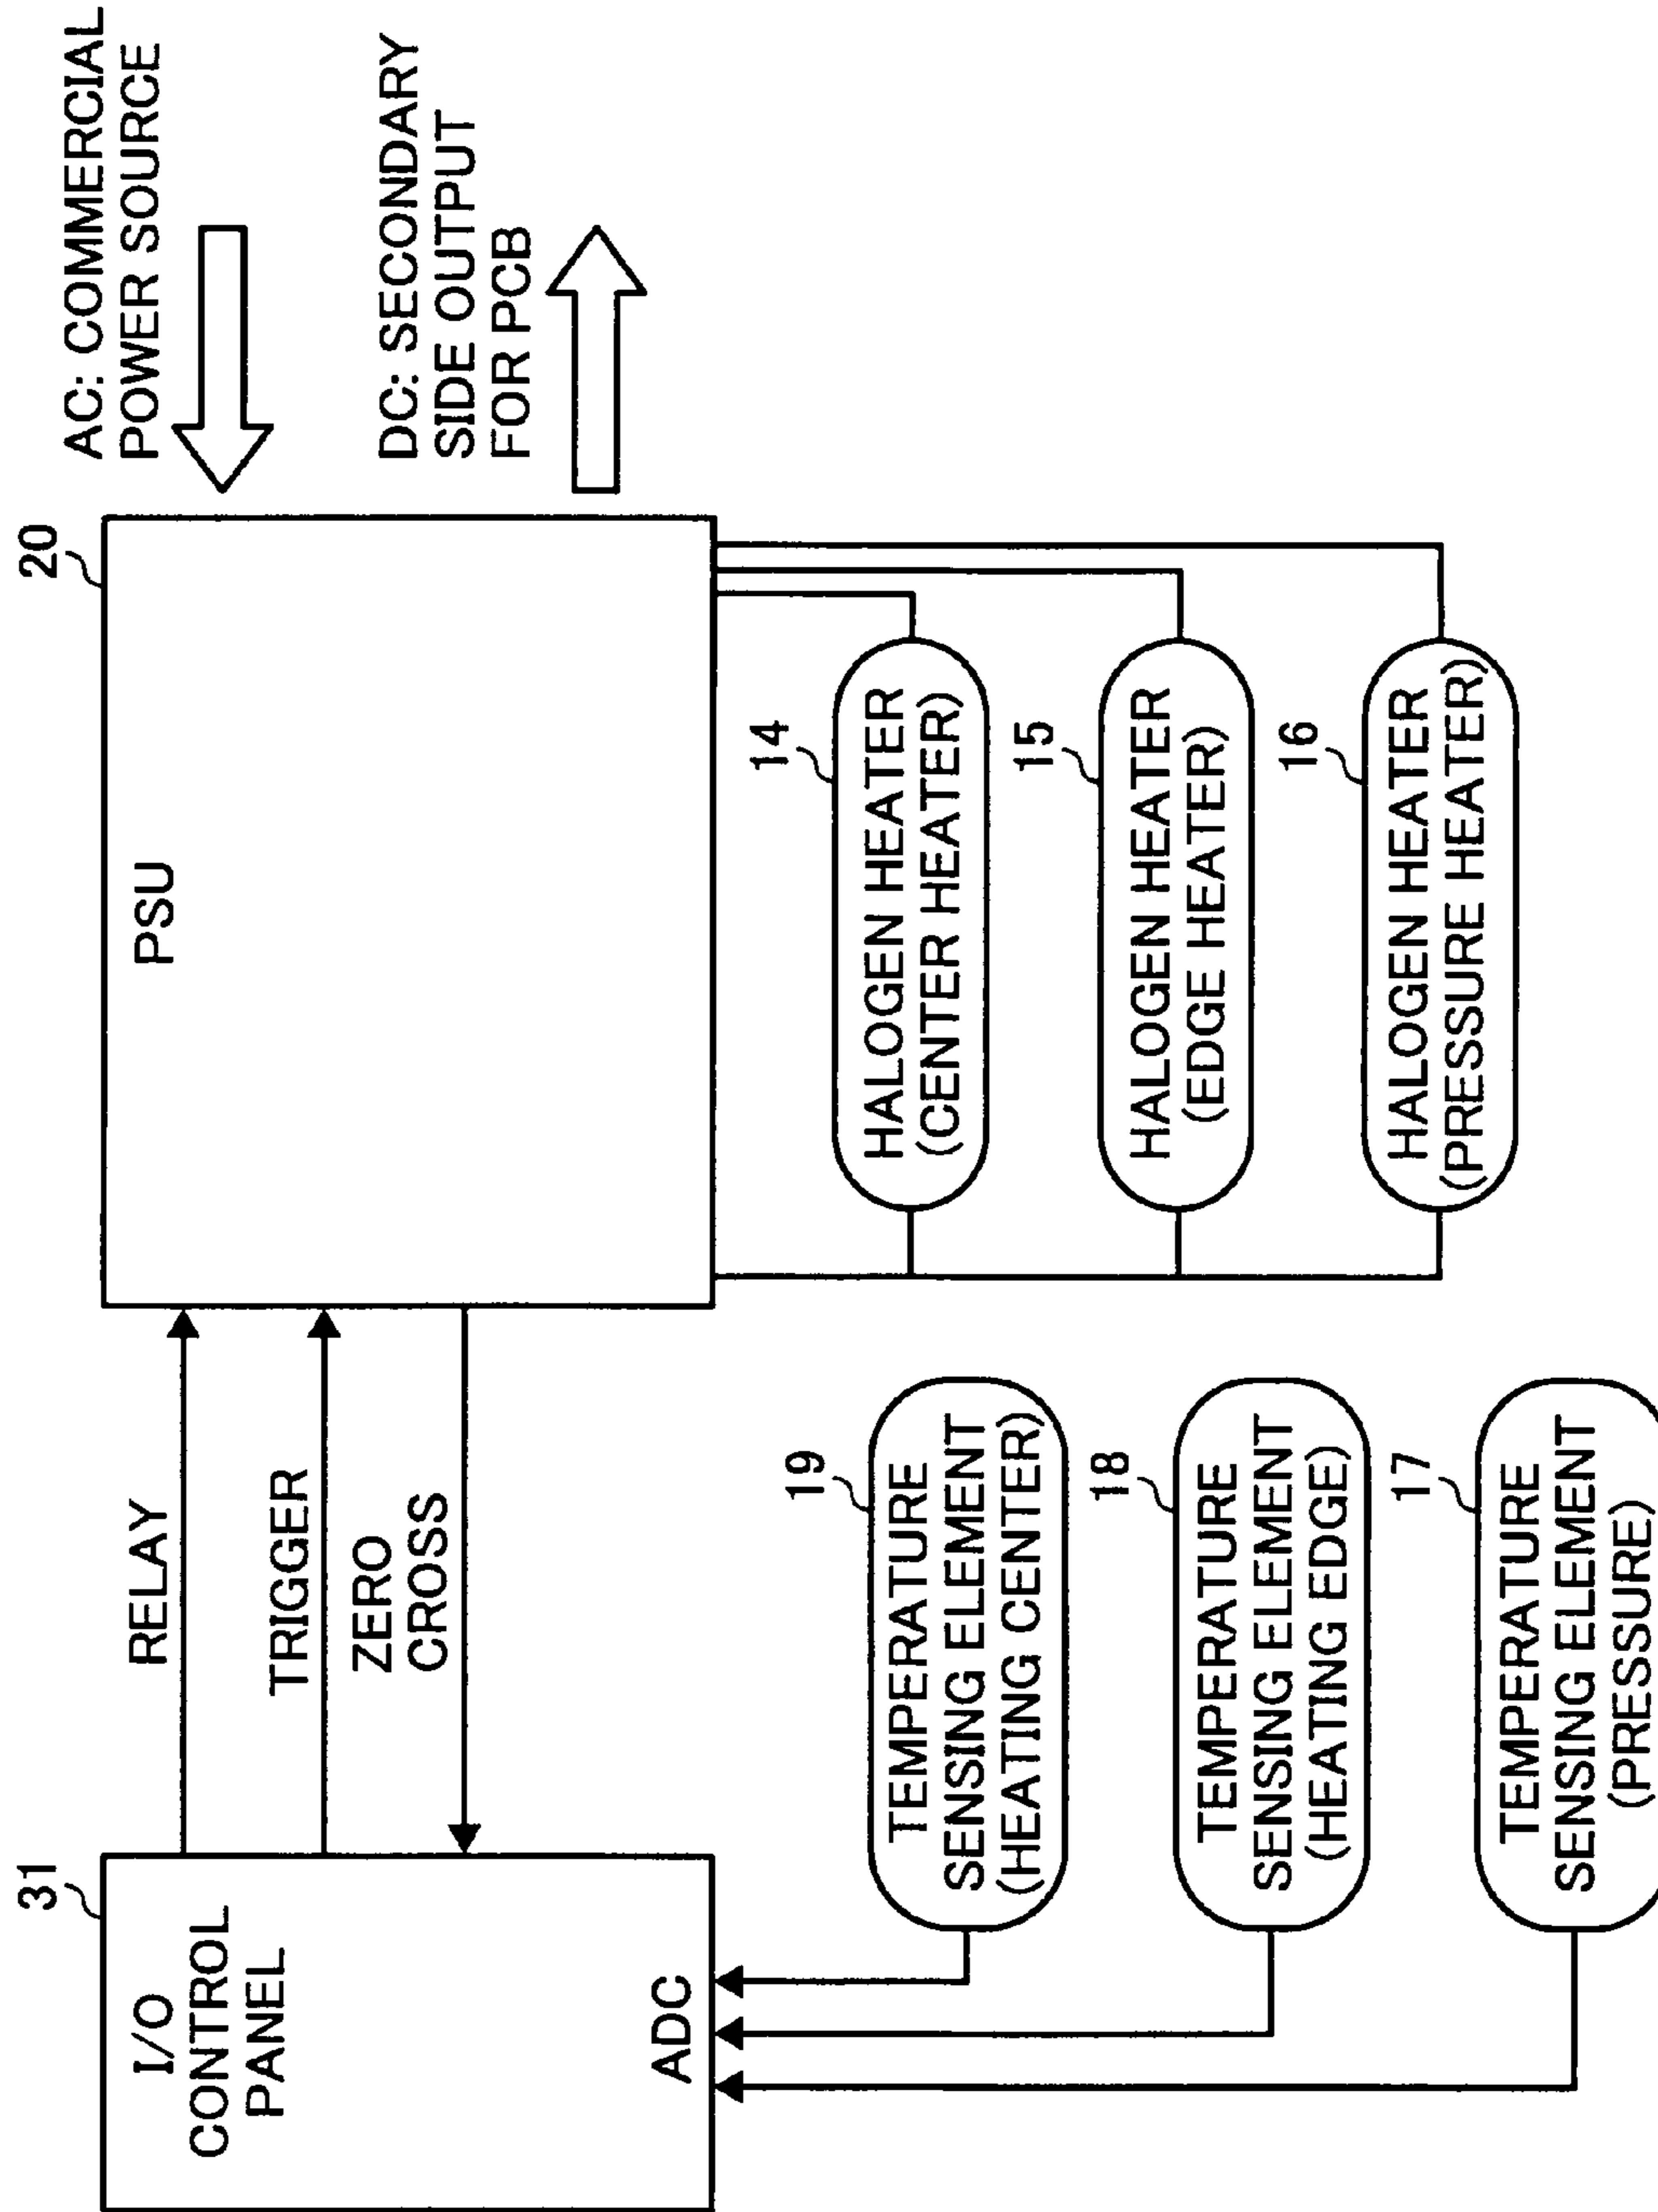 31
I/O
CONTROL
PANEL
ADC
RELAY
TRIGGER
ZERO
CROSS
20
PSU
AC: COMMERCIAL
POWER SOURCE
DC: SECONDARY
SIDE OUTPUT
FOR PCB
19
TEMPERATURE
SENSING ELEMENT
(HEATING CENTER)
18
TEMPERATURE
SENSING ELEMENT
(HEATING EDGE)
17
TEMPERATURE
SENSING ELEMENT
(PRESSURE)
14
HALOGEN HEATER
(CENTER HEATER)
15
HALOGEN HEATER
(EDGE HEATER)
16
HALOGEN HEATER
(PRESSURE HEATER)